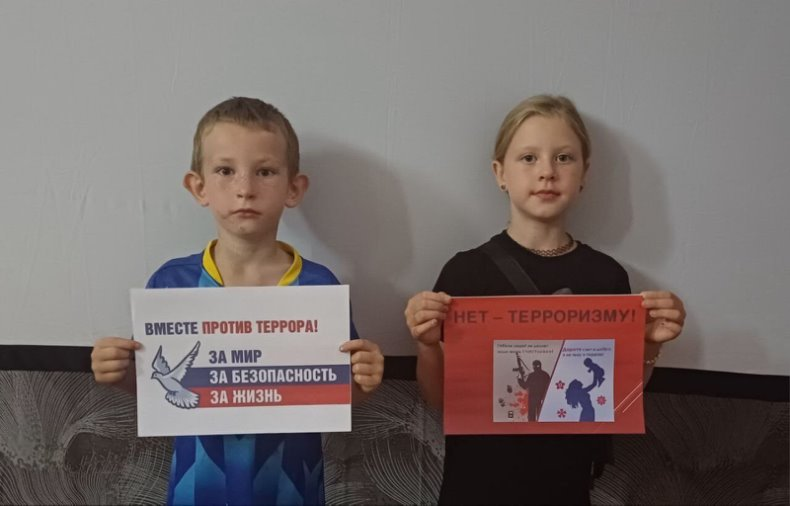 ВМЕСТЕ ПРОТИВ ТЕРРОРА!
ЗА МИР
ЗА БЕЗОПАСНОСТЬ
ЗА ЖИЗНЬ
НЕТ – ТЕРРОРИЗМУ!